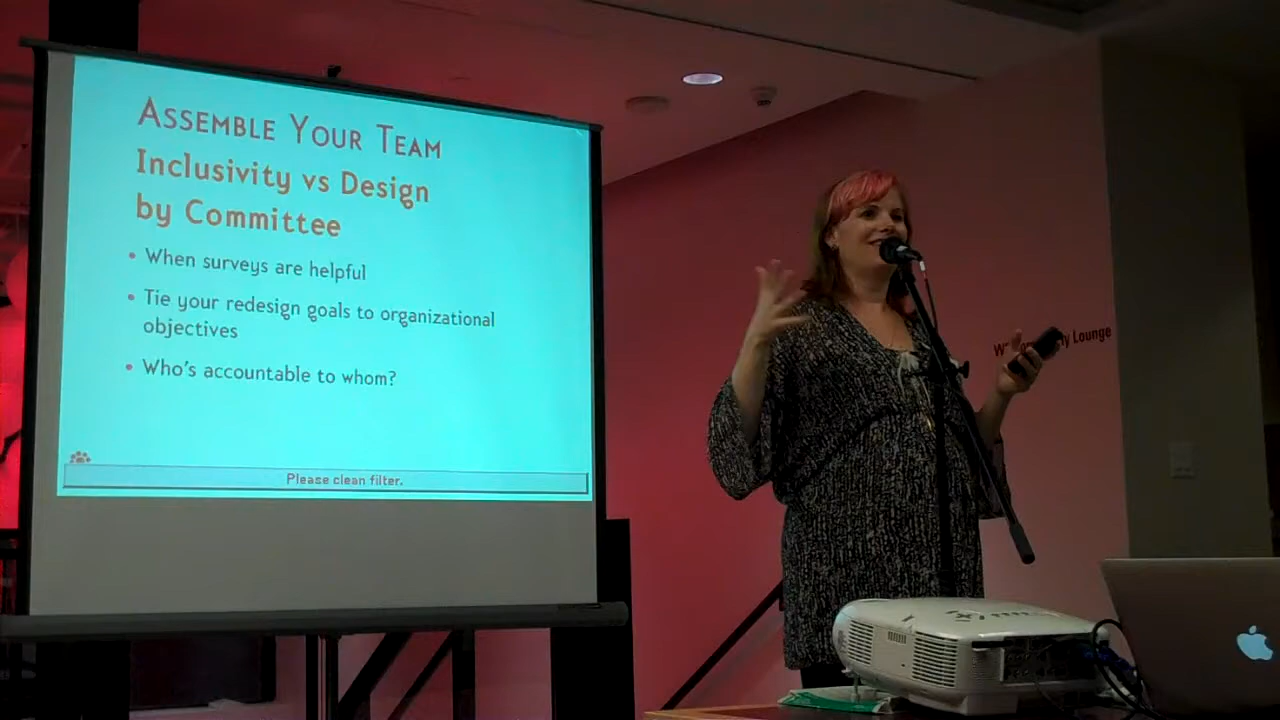 ASSEMBLE YOUR TEAM
Inclusivity vs Design
by Committee
• When surveys are helpful
• Tie your redesign goals to organizational
objectives
• Who's accountable to whom?
Please clean filter.
Lounge